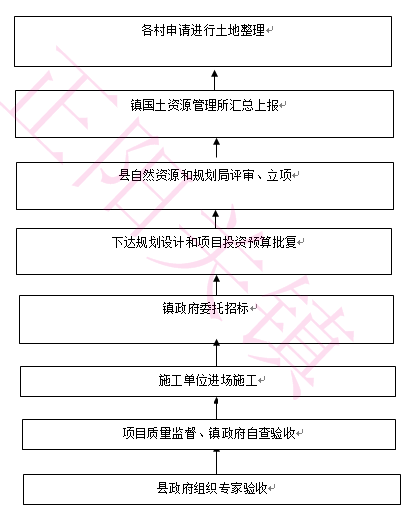 各村申请进行土地整理
镇国土资源管理所汇总上报
县自然资源和规划局评审、立项
下达规划设计和项目投资预算批复
镇政府委托招标
施工单位进场施工
项目质量监督、镇政府自查验收
县政府组织专家验收
正阳关镇